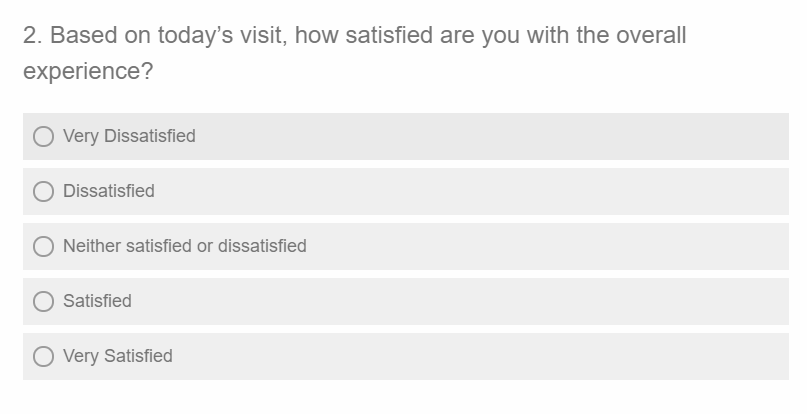 2. Based on today’s visit, how satisfied are you with the overall
experience?
Very Dissatisfied
Dissatisfied
Neither satisfied or dissatisfied
Satisfied
Very Satisfied